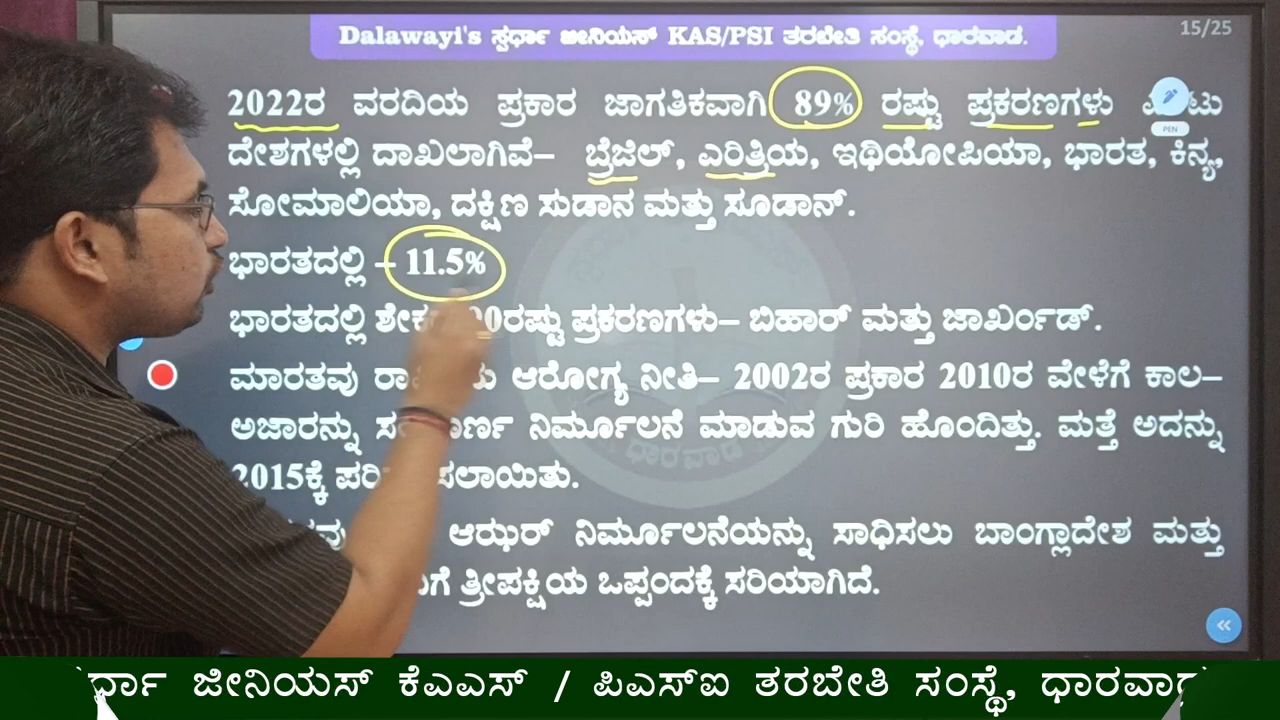 Dalawayi's ಸ್ಪರ್ಧಾ ಜೀನಿಯಸ್ KAS/PSI ತರಬೇತಿ ಸಂಸ್ಥೆ, ಧಾರವಾಡ.
15/25
2022ರ ವರದಿಯ ಪ್ರಕಾರ ಜಾಗತಿಕವಾಗಿ 89% ರಷ್ಟು ಪ್ರಕರಣಗಳು
PEN
ದೇಶಗಳಲ್ಲಿ ದಾಖಲಾಗಿವೆ– ಬ್ರೆಜಿಲ್, ಎರಿತ್ರಿಯ, ಇಥಿಯೋಪಿಯಾ, ಭಾರತ, ಕಿನ್ಯ,
ಸೋಮಾಲಿಯಾ, ದಕ್ಷಿಣ ಸುಡಾನ ಮತ್ತು ಸೂಡಾನ್.
ಭಾರತದಲ್ಲಿ – 11.5%
ಭಾರತದಲ್ಲಿ ಪ್ರಕರಣಗಳು– ಬಿಹಾರ್ ಮತ್ತು ಜಾರ್ಖಂಡ್.
ಮಾರತವು ಆರೋಗ್ಯ ನೀತಿ– 2002ರ ಪ್ರಕಾರ 2010ರ ವೇಳೆಗೆ ಕಾಲ–
ಅಜಾರನ್ನು ನಿರ್ಮೂಲನೆ ಮಾಡುವ ಗುರಿ ಹೊಂದಿತ್ತು. ಮತ್ತೆ ಅದನ್ನು
2015ಕ್ಕೆ
ಆಝರ್ ನಿರ್ಮೂಲನೆಯನ್ನು ಸಾಧಿಸಲು ಬಾಂಗ್ಲಾದೇಶ ಮತ್ತು
ತ್ರೀಪಕ್ಷಿಯ ಒಪ್ಪಂದಕ್ಕೆ ಸರಿಯಾಗಿದೆ.
ಜೀನಿಯಸ್ ಕೆಎಎಸ್ / ಪಿಎಸ್ಐ ತರಬೇತಿ ಸಂಸ್ಥೆ, ಧಾರವಾಡ